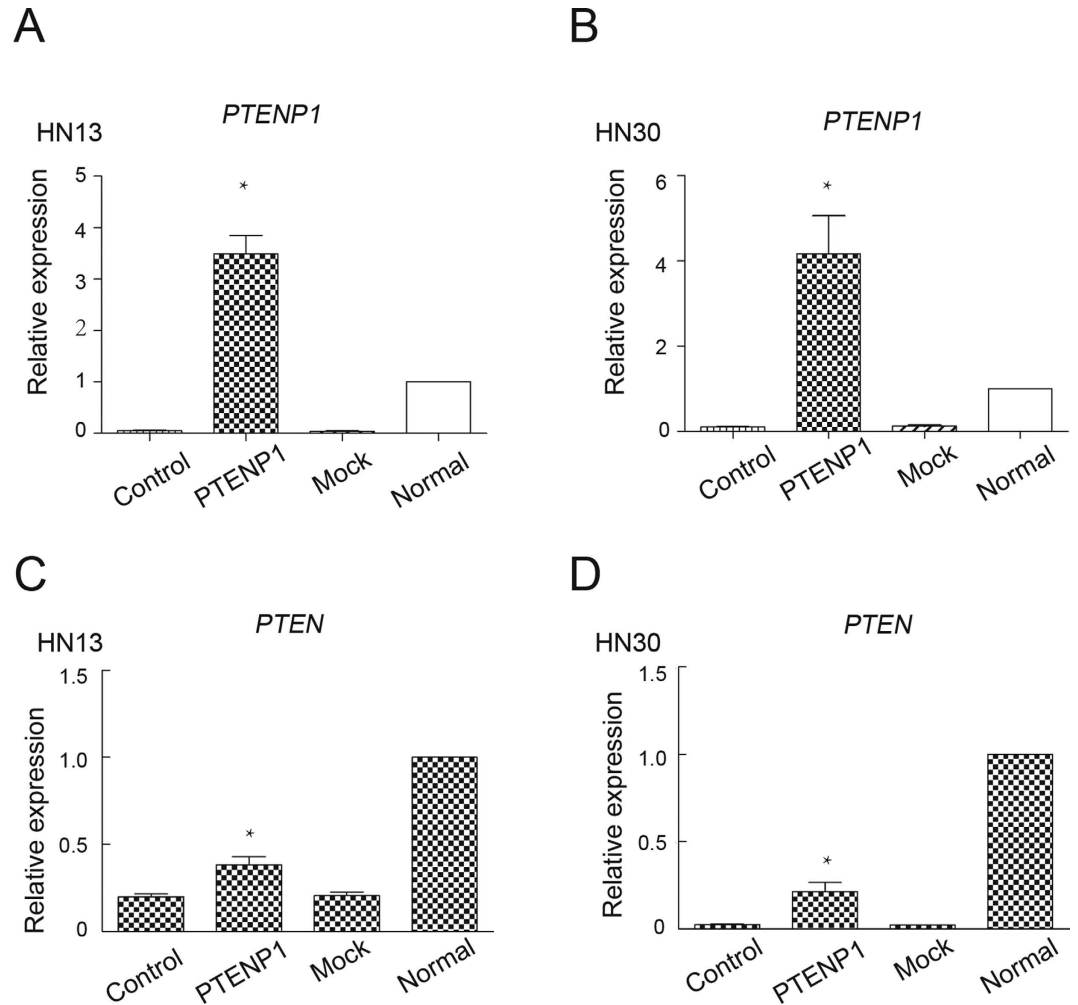 A
PTENP1
HN13
Relative expression
5
4
3
2
1
0
*
Control
PTENP1
Mock
Normal
B
PTENP1
HN30
Relative expression
6
4
2
0
*
Control
PTENP1
Mock
Normal
C
PTEN
HN13
Relative expression
1.5
1.0
0.5
0
*
Control
PTENP1
Mock
Normal
D
PTEN
HN30
Relative expression
1.5
1.0
0.5
0
*
Control
PTENP1
Mock
Normal